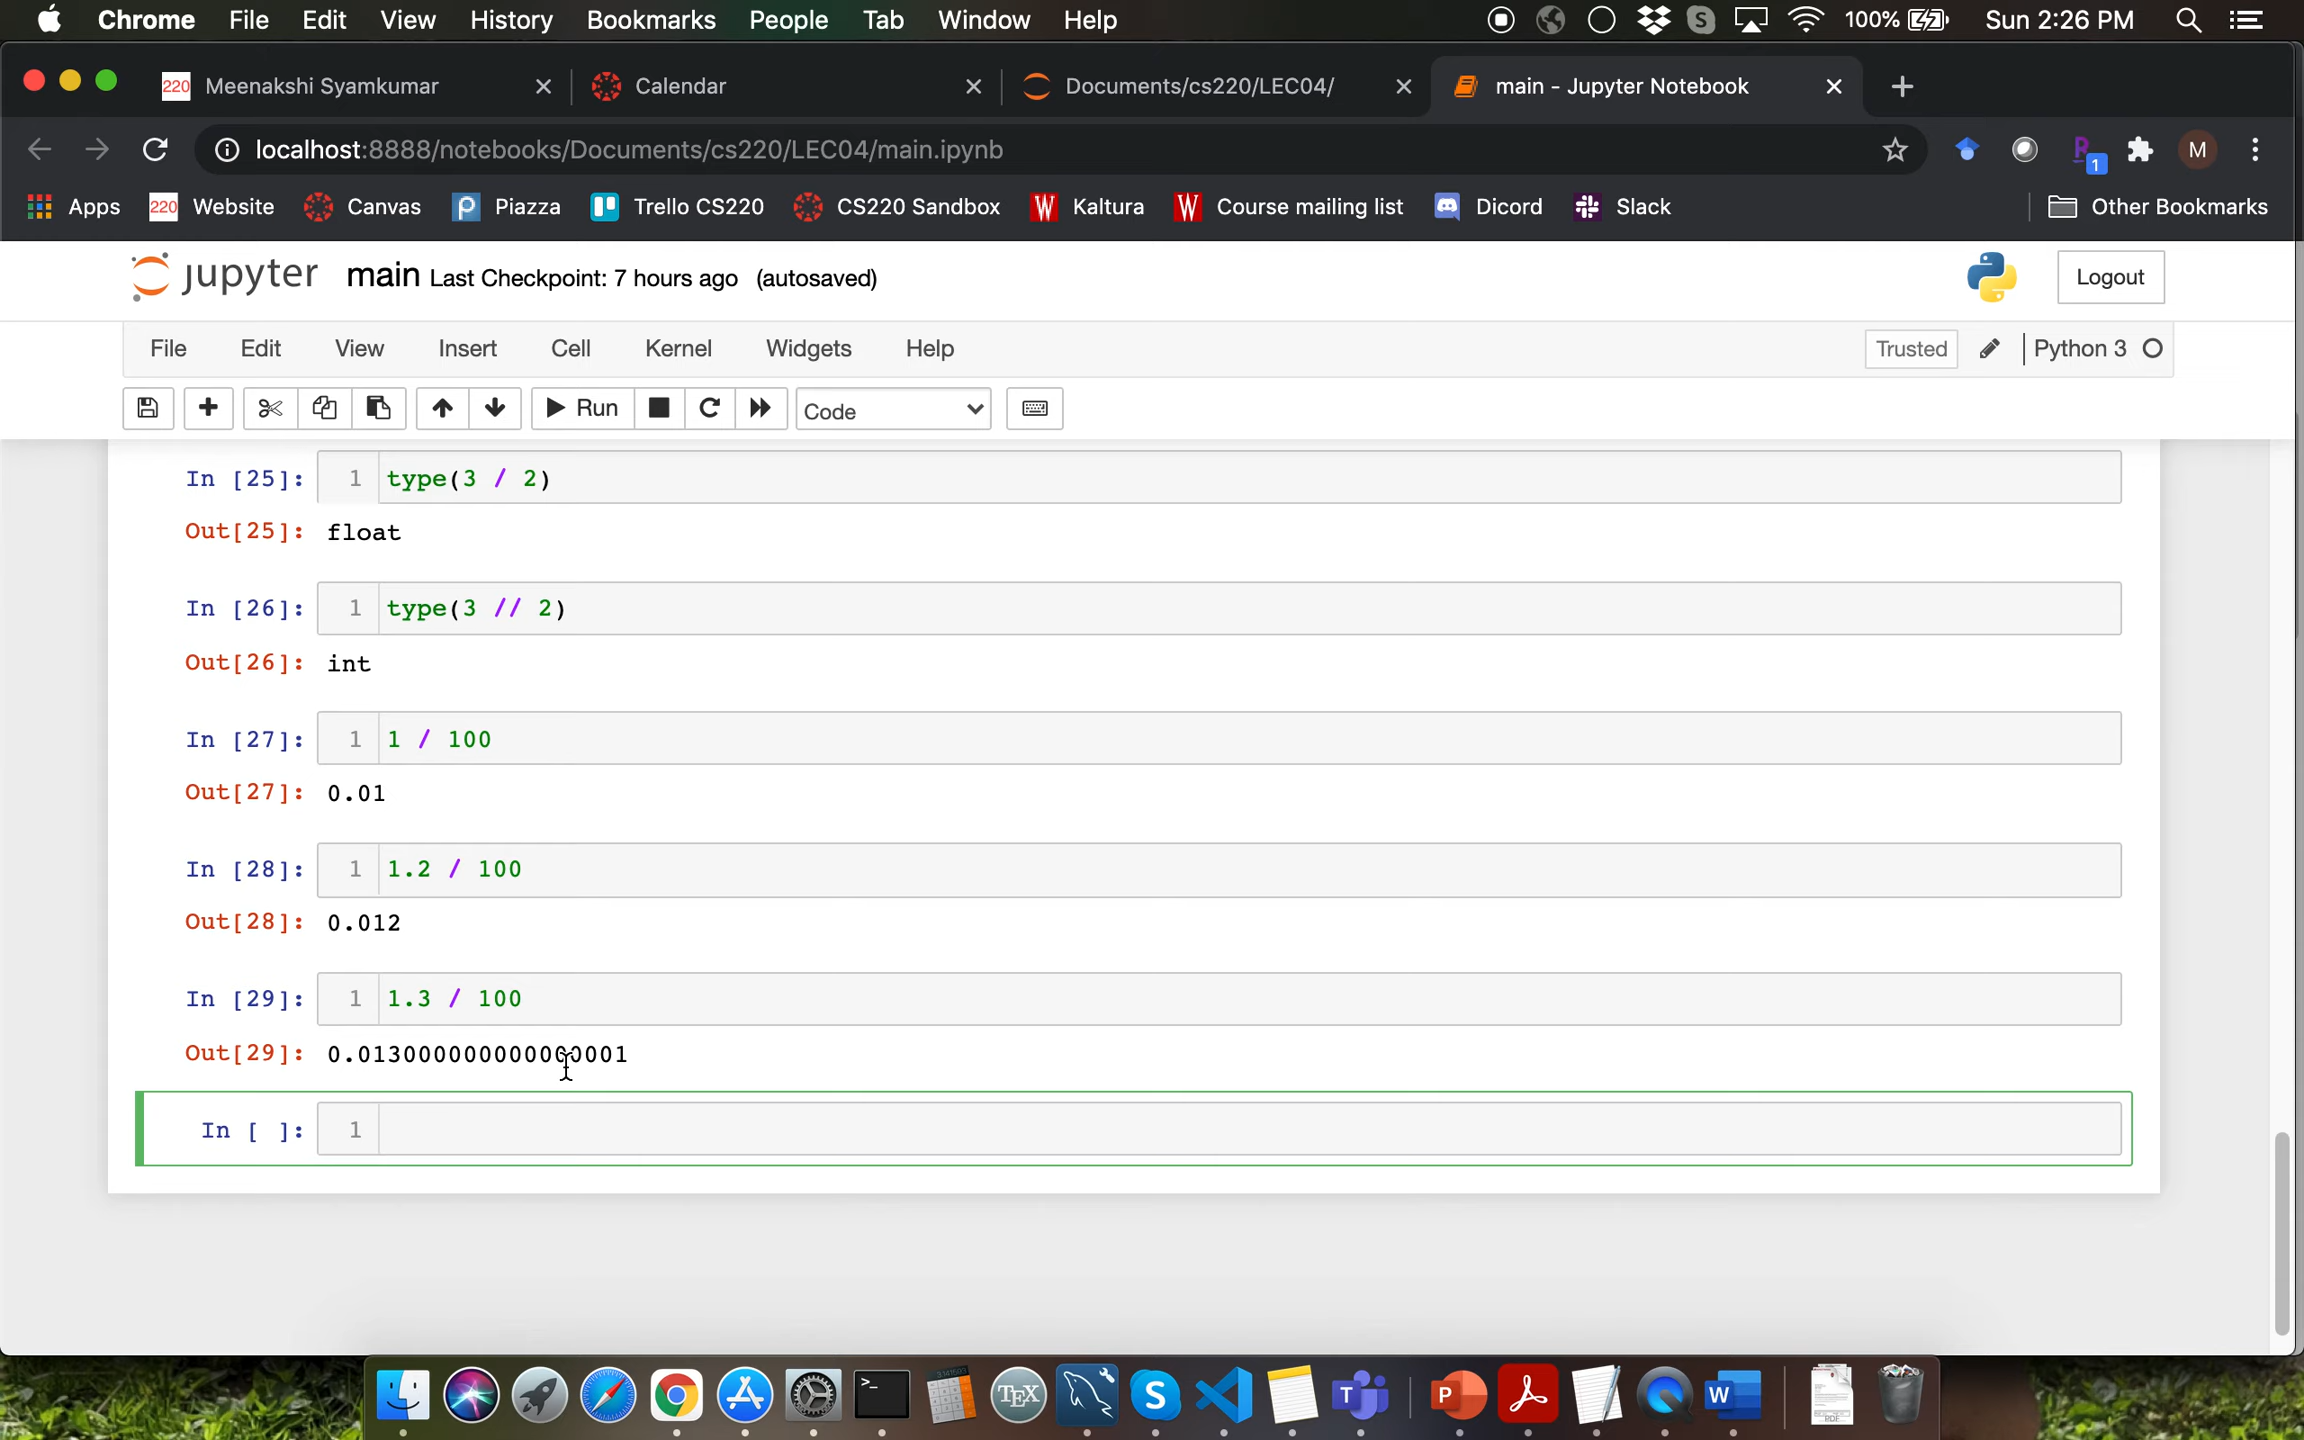 Chrome File Edit View History Bookmarks People Tab Window Help 100% Sun 2:26 PM
220 Meenakshi Syamkumar Calendar Documents/cs220/LEC04/ main - Jupyter Notebook
localhost:8888/notebooks/Documents/cs220/LEC04/main.ipynb 1 M
Apps 220 Website Canvas Piazza Trello CS220 CS220 Sandbox Kaltura Course mailing list Dicord Slack Other Bookmarks
jupyter main Last Checkpoint: 7 hours ago (autosaved) Logout
File Edit View Insert Cell Kernel Widgets Help Trusted Python 3
Run Code
In [25]: 1 type(3 / 2)
Out[25]: float
In [26]: 1 type(3 // 2)
Out[26]: int
In [27]: 1 1 / 100
Out[27]: 0.01
In [28]: 1 1.2 / 100
Out[28]: 0.012
In [29]: 1 1.3 / 100
Out[29]: 0.013000000000000001
In [ ]: 1
TEX S T P W PDF